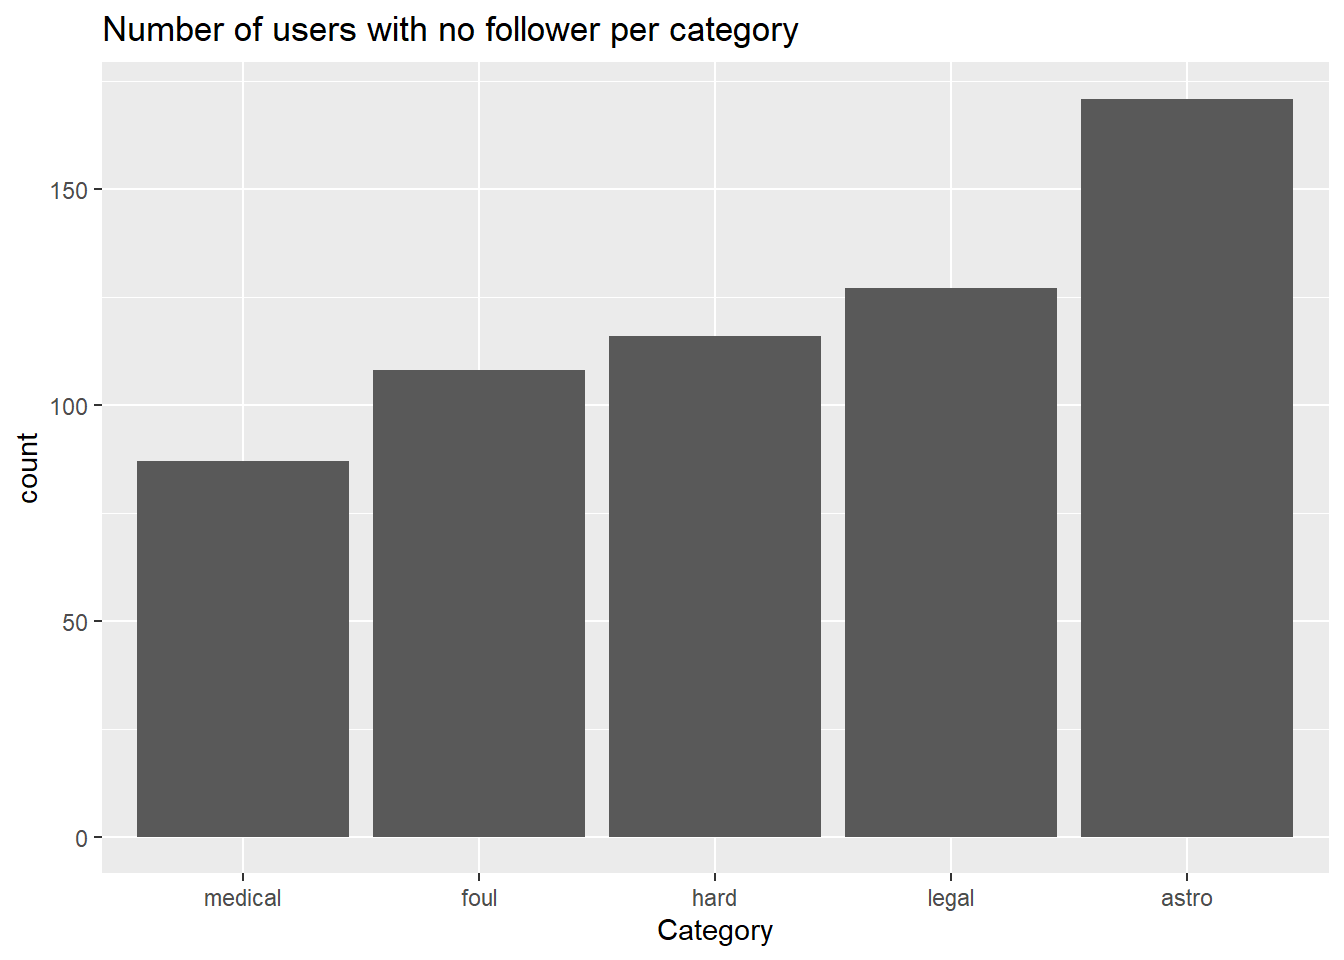 Number of users with no follower per category
150
100
50
0
count
medical foul hard legal astro
Category